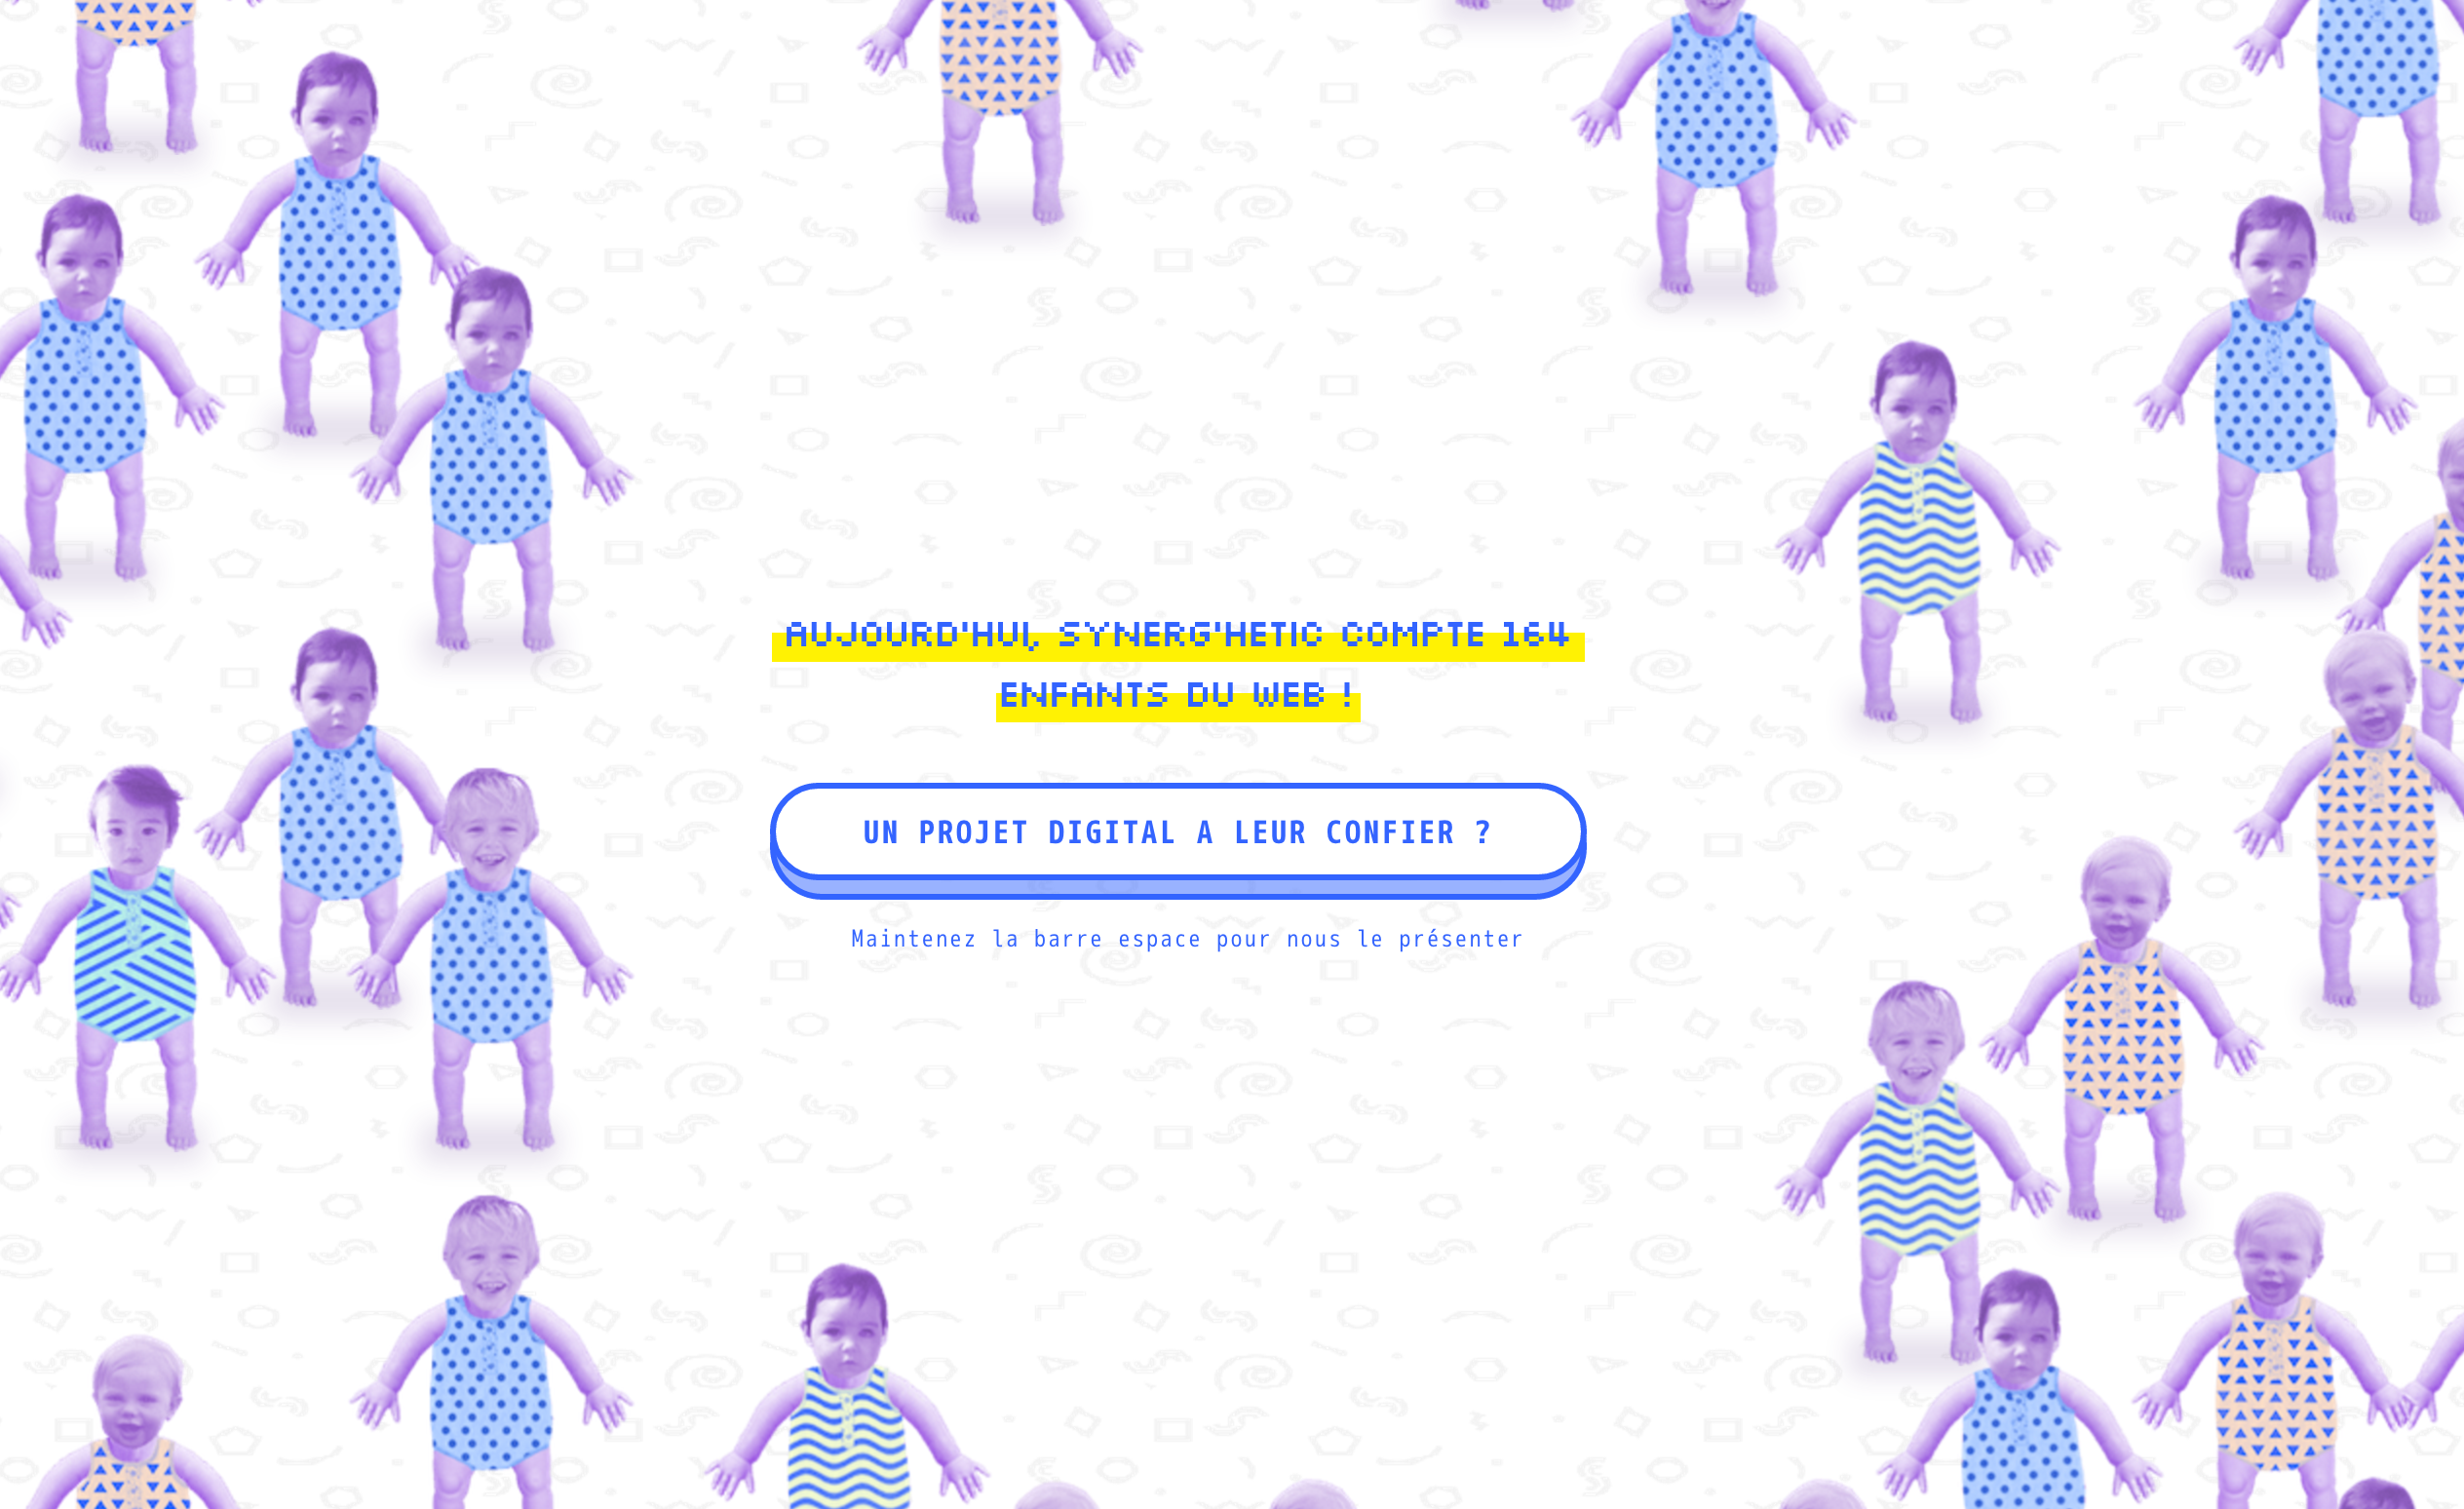 AUJOURD'HUI, SYNERG'HETIC COMPTE 164
ENFANTS DU WEB !
UN PROJET DIGITAL A LEUR CONFIER ?
Maintenez la barre espace pour nous le présenter